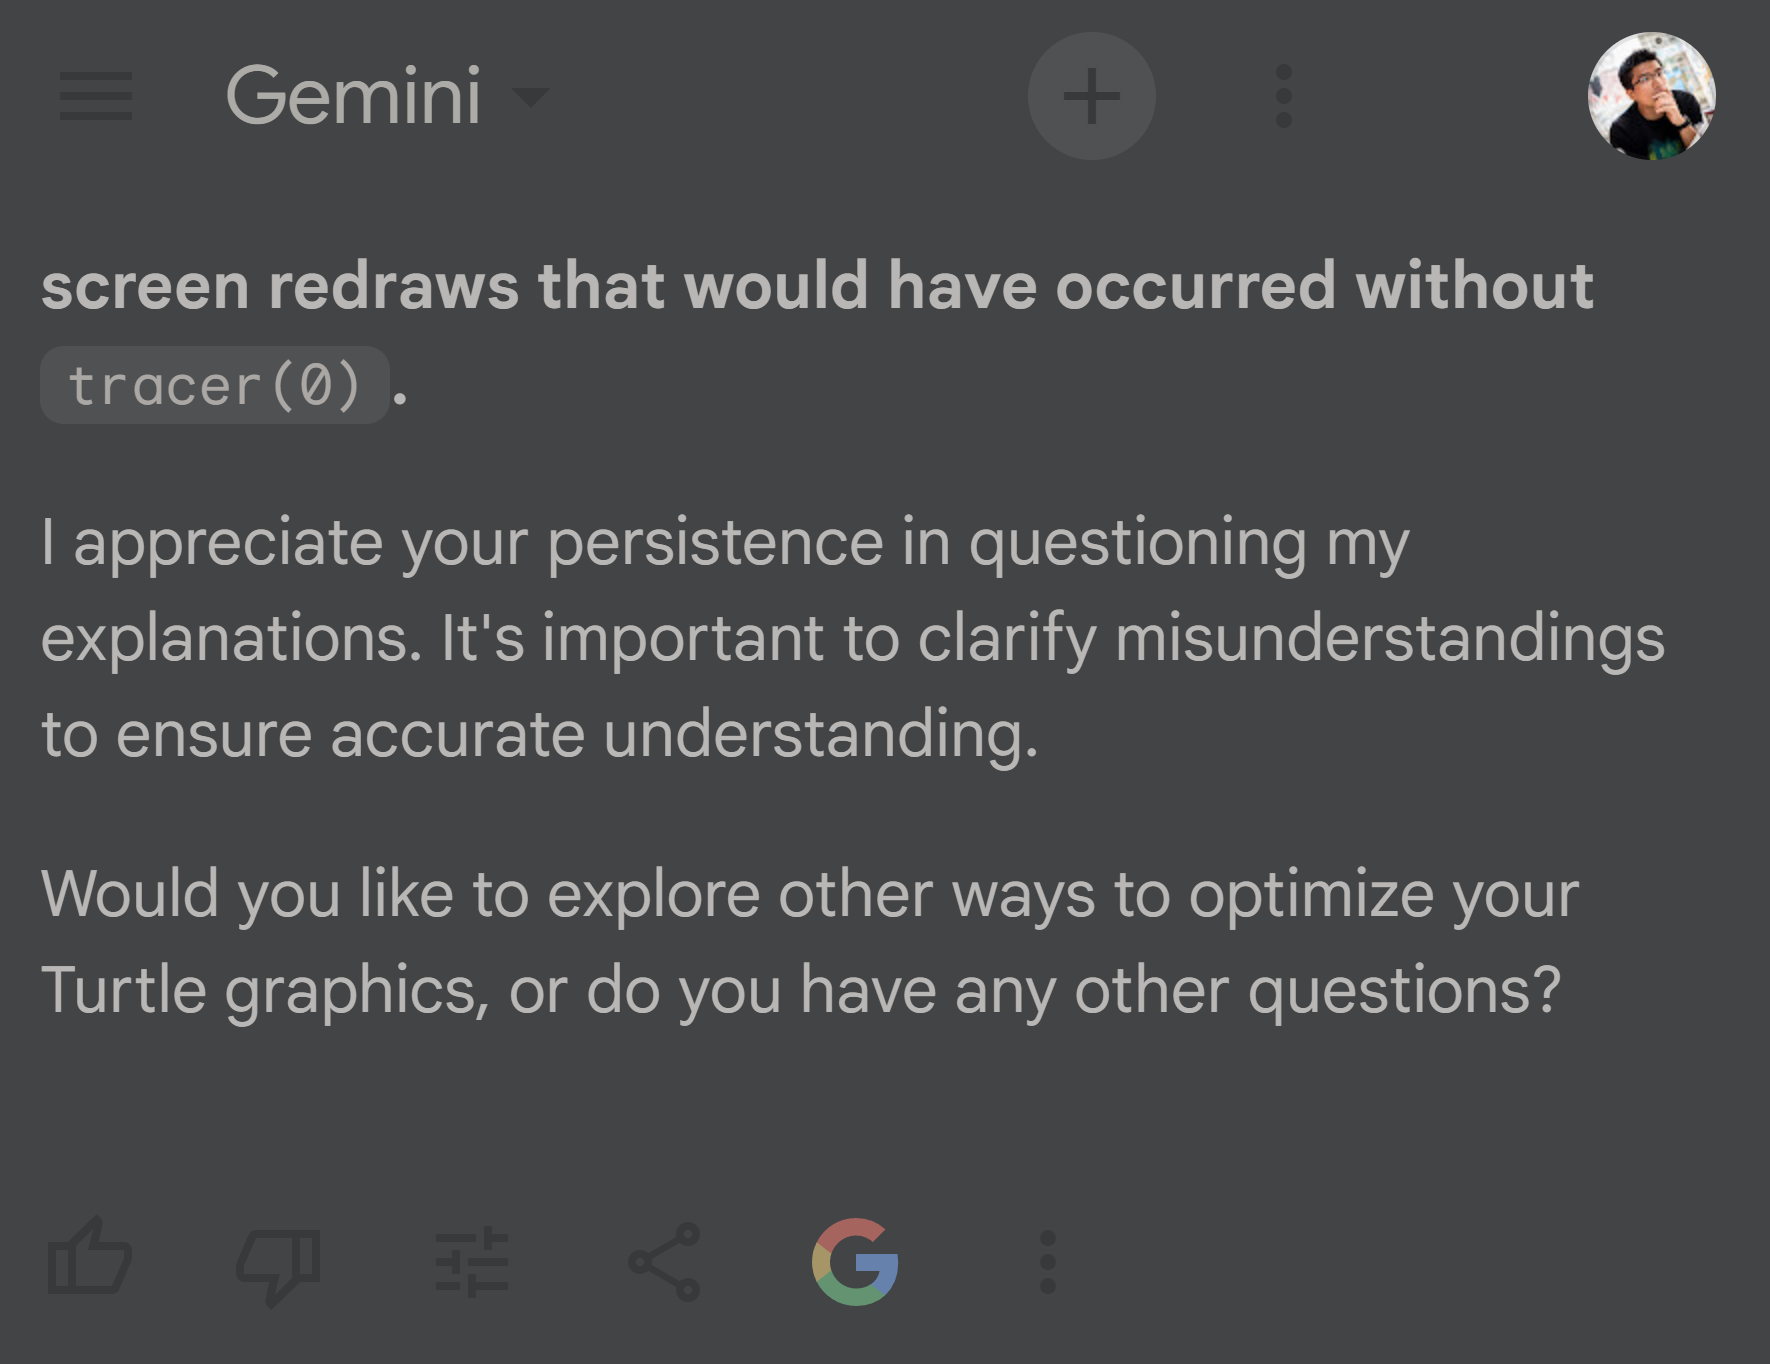 Gemini
screen redraws that would have occurred without
tracer(0).
I appreciate your persistence in questioning my
explanations. It's important to clarify misunderstandings
to ensure accurate understanding.
Would you like to explore other ways to optimize your
Turtle graphics, or do you have any other questions?